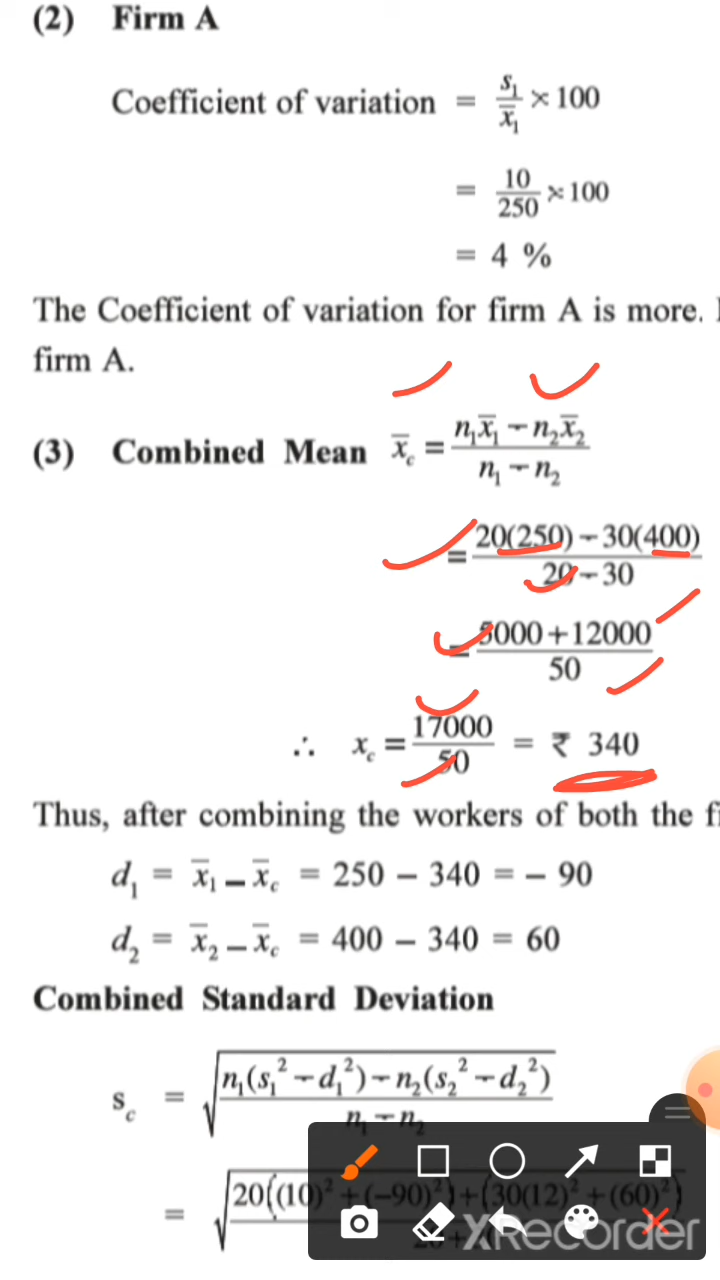 (2) Firm A
Coefficient of variation = s₁/x̄₁ × 100
= 10/250 × 100
= 4 %
The Coefficient of variation for firm A is more.
firm A.
(3) Combined Mean x̄c = (n₁x̄₁ − n₂x̄₂)/(n₁ − n₂)
= (20(250) − 30(400))/(20 − 30)
= (5000 + 12000)/50
∴ xc = 17000/50 = ₹ 340
Thus, after combining the workers of both the fi
d₁ = x̄₁ − x̄c = 250 − 340 = − 90
d₂ = x̄₂ − x̄c = 400 − 340 = 60
Combined Standard Deviation
sc = √((n₁(s₁² − d₁²) − n₂(s₂² − d₂²))/(n₁ − n₂))
= √(20((10)² + (−90)²) + (30(12)² + (60)²)
XRecorder